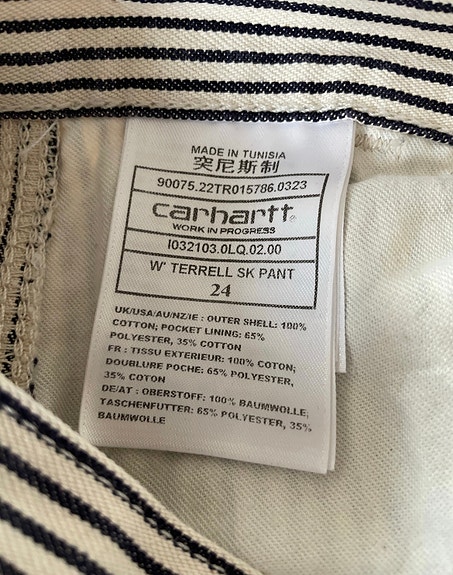 MADE IN TUNISIA
突尼斯制
90075.22TR015786.0323
carhartt®
WORK IN PROGRESS
I032103.0LQ.02.00
W' TERRELL SK PANT
24
UK/USA/AU/NZ/IE : OUTER SHELL: 100%
COTTON; POCKET LINING: 65%
POLYESTER, 35% COTTON
FR : TISSU EXTERIEUR: 100% COTON;
DOUBLURE POCHE: 65% POLYESTER,
35% COTON
DE/AT : OBERSTOFF: 100% BAUMWOLLE;
TASCHENFUTTER: 65% POLYESTER, 35%
BAUMWOLLE